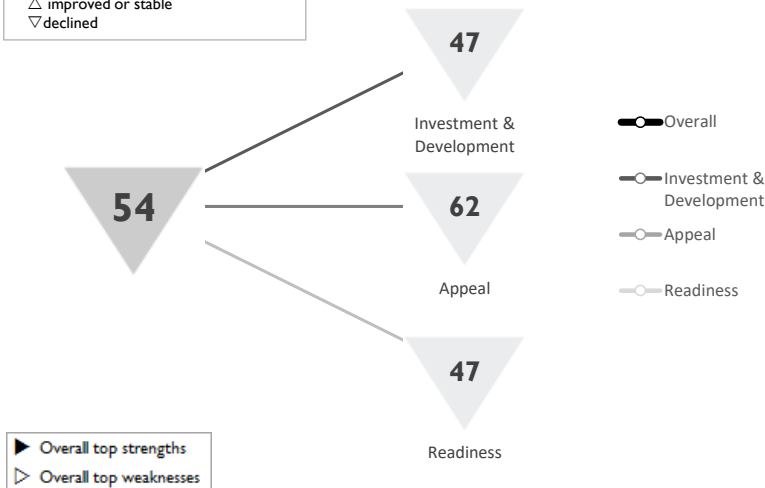 △ improved or stable
▽ declined
47
Investment &
Development
54
62
Appeal
47
Readiness
Overall
Investment &
Development
Appeal
Readiness
▶ Overall top strengths
▷ Overall top weaknesses